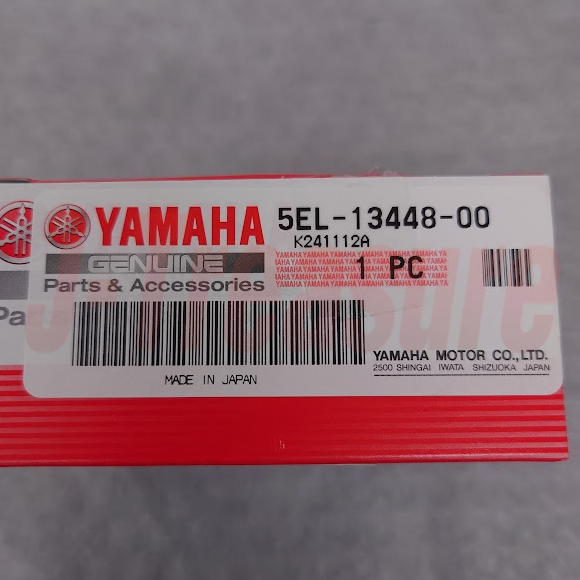 YAMAHA 5EL-13448-00
K241112A
GENUINE
Parts & Accessories
1 PC
MADE IN JAPAN
YAMAHA MOTOR CO.,LTD.
2500 SHINGAI IWATA SHIZUOKA JAPAN
Pa